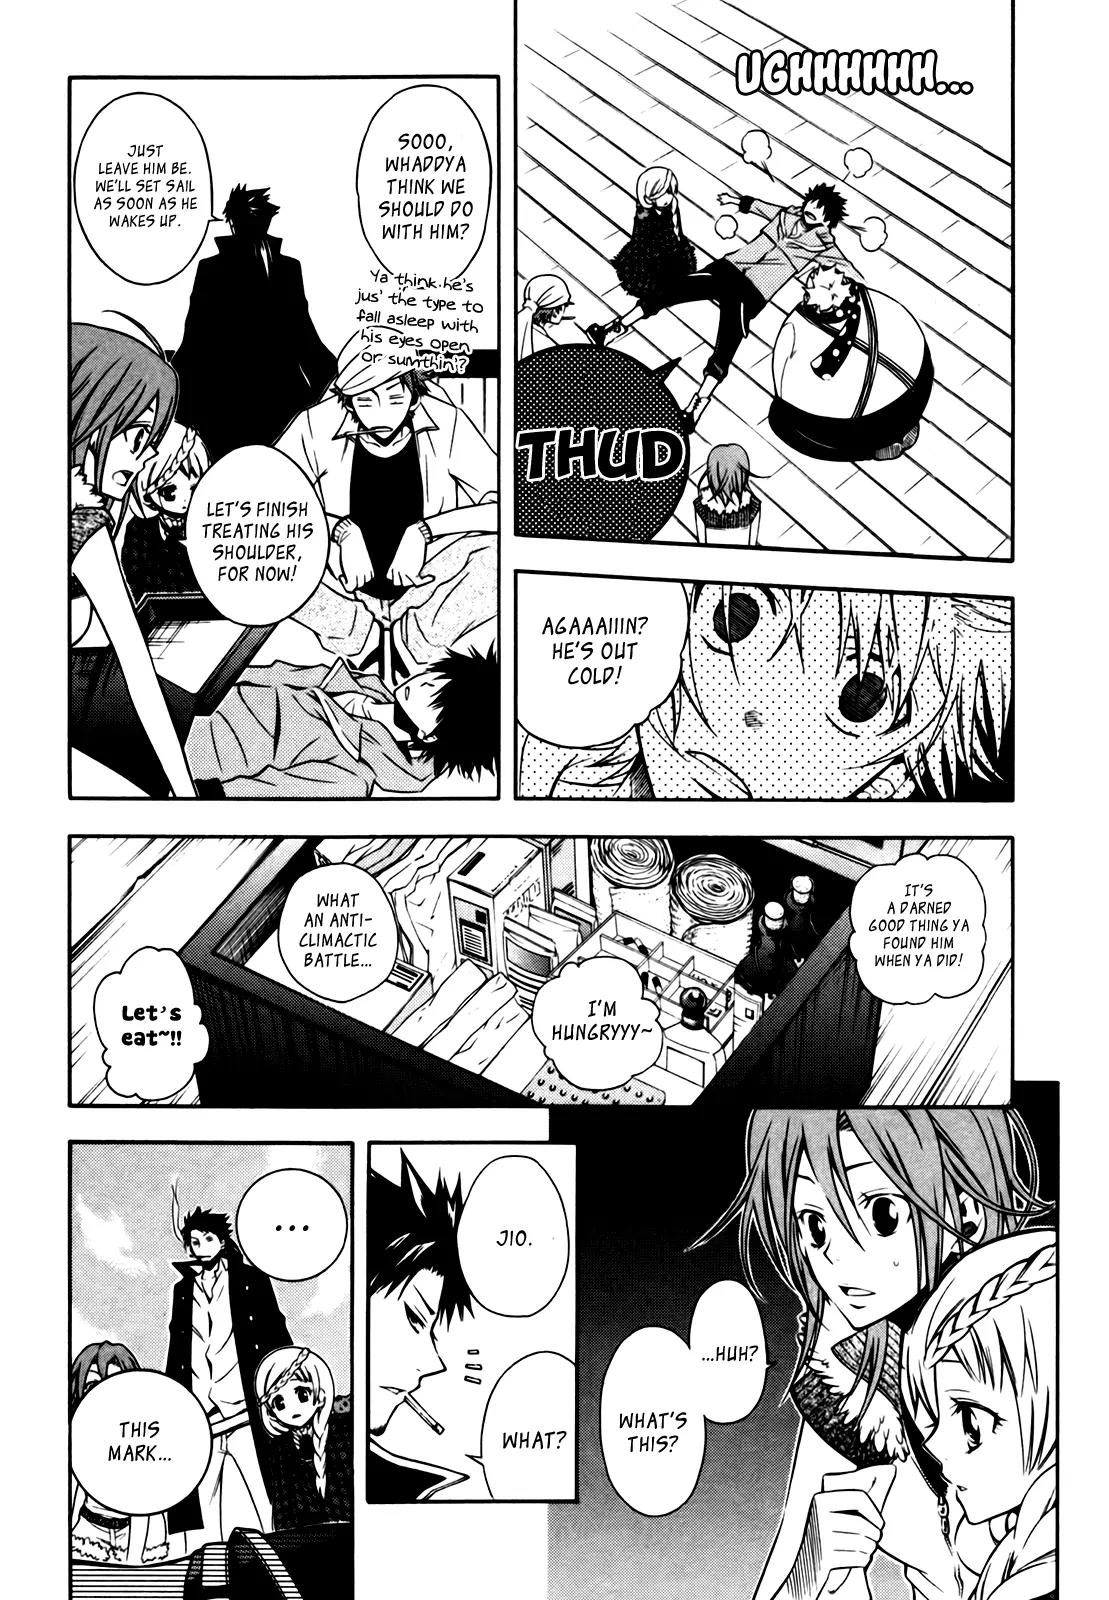 UGHHHHHH...
THUD
AGAAAIIIN?
HE'S OUT
COLD!
SOOO,
WHADDYA
THINK WE
SHOULD DO
WITH HIM?
Ya think he's
jus' the type to
fall asleep with
his eyes open
or sumthin'?
JUST
LEAVE HIM BE.
WE'LL SET SAIL
AS SOON AS HE
WAKES UP.
LET'S FINISH
TREATING HIS
SHOULDER,
FOR NOW!
IT'S
A DARNED
GOOD THING YA
FOUND HIM
WHEN YA DID!
I'M
HUNGRYYY~
WHAT
AN ANTI-
CLIMACTIC
BATTLE...
Let's
eat~!!
...HUH?
WHAT'S
THIS?
JIO.
WHAT?
...
THIS
MARK...